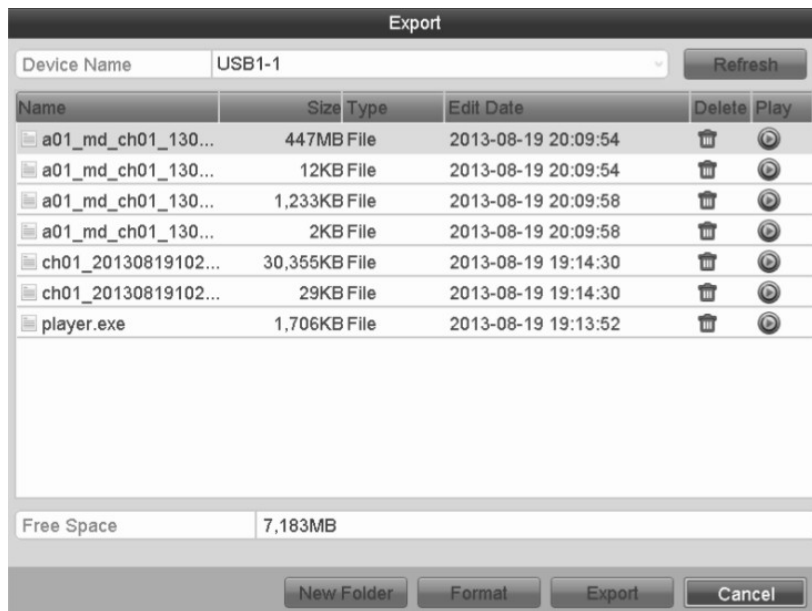 Export
Device Name USB1-1 Refresh
Name Size Type Edit Date Delete Play
a01_md_ch01_130... 447MB File 2013-08-19 20:09:54
a01_md_ch01_130... 12KB File 2013-08-19 20:09:54
a01_md_ch01_130... 1,233KB File 2013-08-19 20:09:58
a01_md_ch01_130... 2KB File 2013-08-19 20:09:58
ch01_20130819102... 30,355KB File 2013-08-19 19:14:30
ch01_20130819102... 29KB File 2013-08-19 19:14:30
player.exe 1,706KB File 2013-08-19 19:13:52
Free Space 7,183MB
New Folder Format Export Cancel